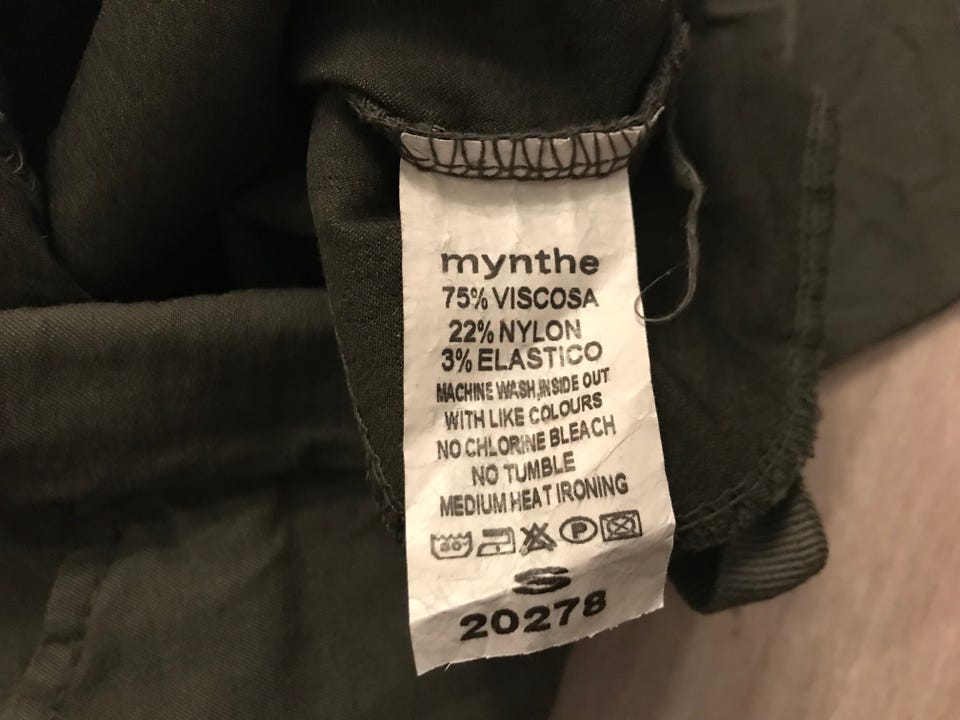 mynthe
75% VISCOSA
22% NYLON
3% ELASTICO
MACHINE WASH,INSIDE OUT
WITH LIKE COLOURS
NO CHLORINE BLEACH
NO TUMBLE
MEDIUM HEAT IRONING
P
S
20278